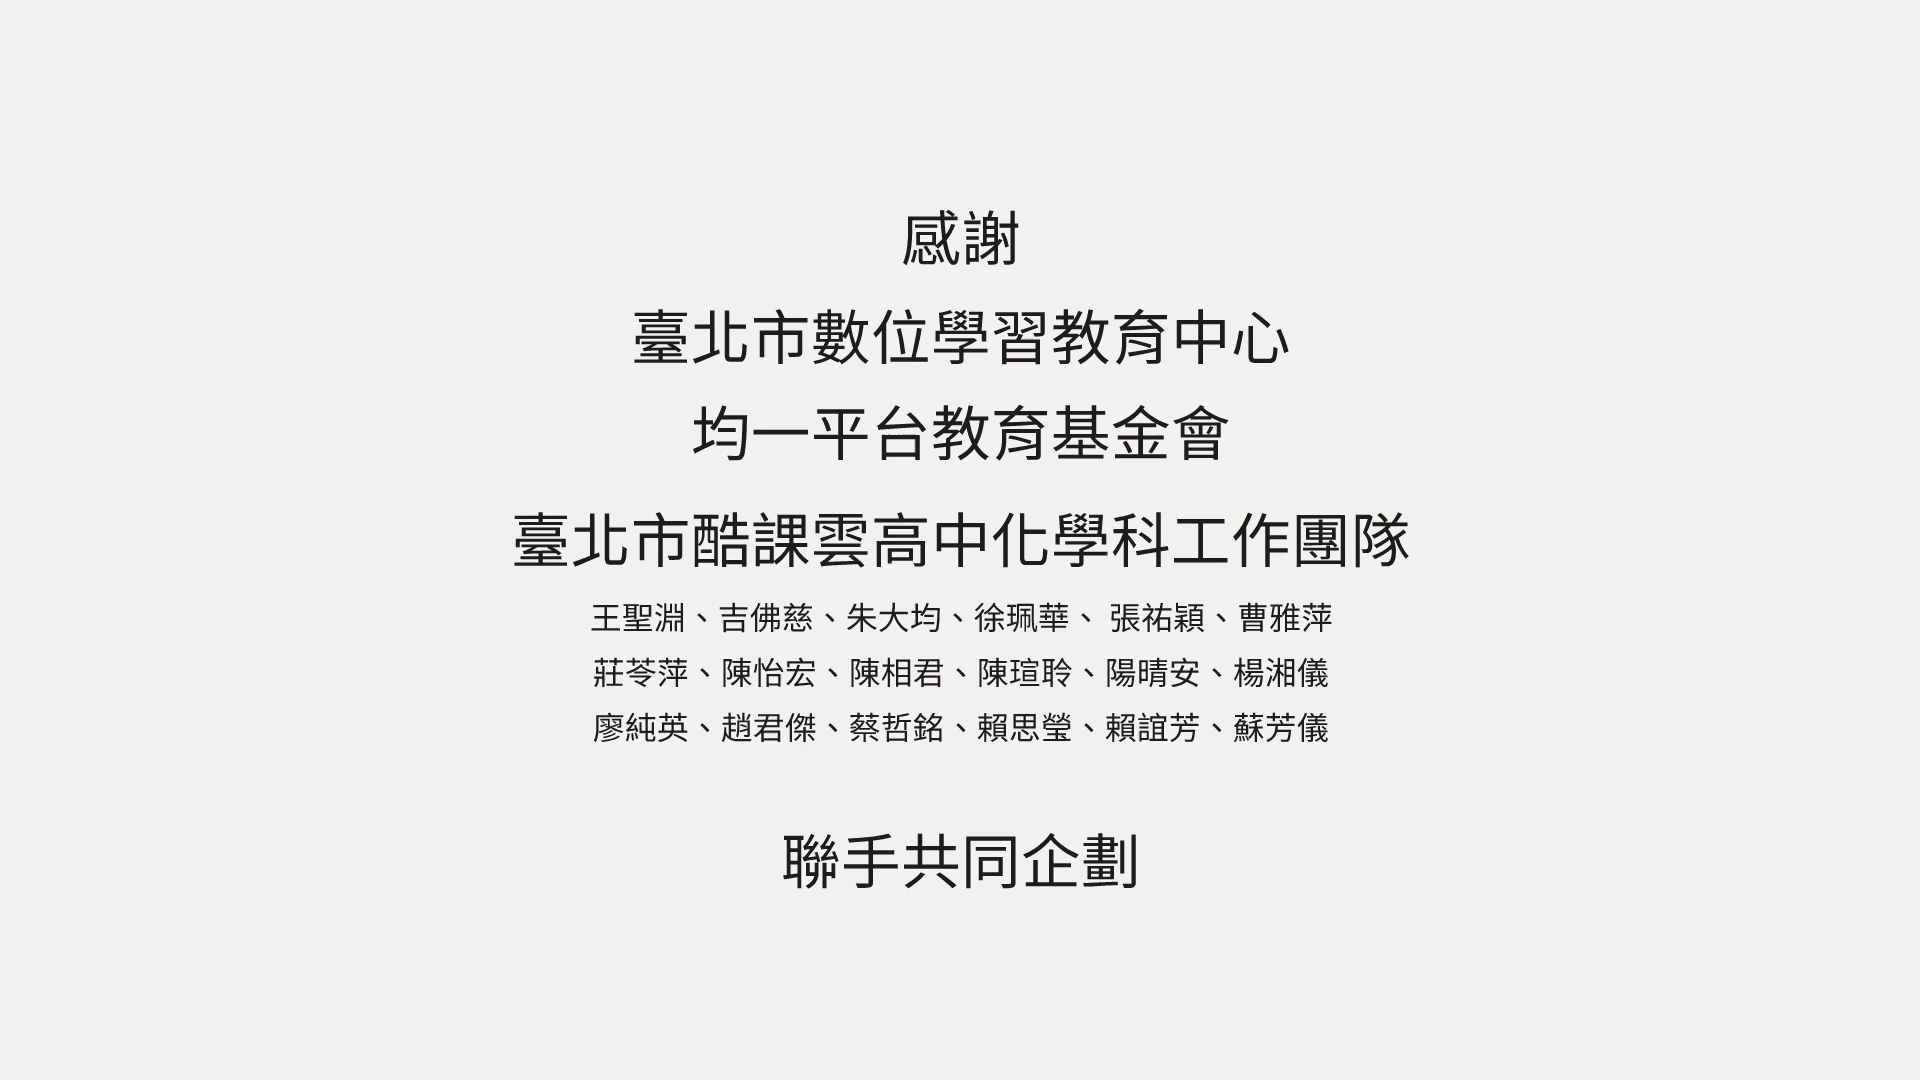 感謝
臺北市數位學習教育中心
均一平台教育基金會
臺北市酷課雲高中化學科工作團隊
王聖淵、吉佛慈、朱大均、徐珮華、 張祐穎、曹雅萍
莊苓萍、陳怡宏、陳相君、陳瑄聆、陽晴安、楊湘儀
廖純英、趙君傑、蔡哲銘、賴思瑩、賴誼芳、蘇芳儀
聯手共同企劃